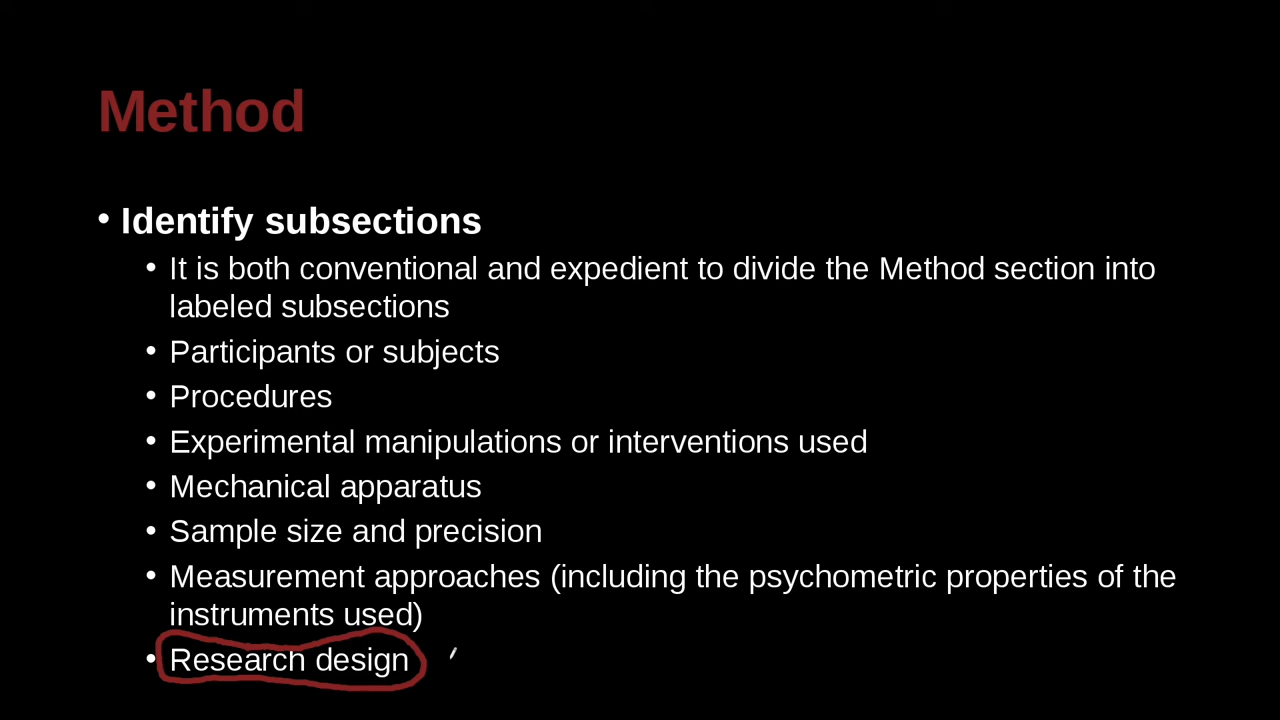 Method
• Identify subsections
• It is both conventional and expedient to divide the Method section into
labeled subsections
• Participants or subjects
• Procedures
• Experimental manipulations or interventions used
• Mechanical apparatus
• Sample size and precision
• Measurement approaches (including the psychometric properties of the
instruments used)
• Research design